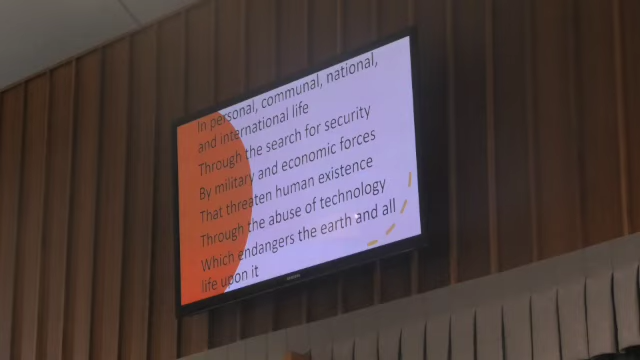 In personal, communal, national,
and international life
Through the search for security
By military and economic forces
That threaten human existence
Through the abuse of technology
Which endangers the earth and all
life upon it